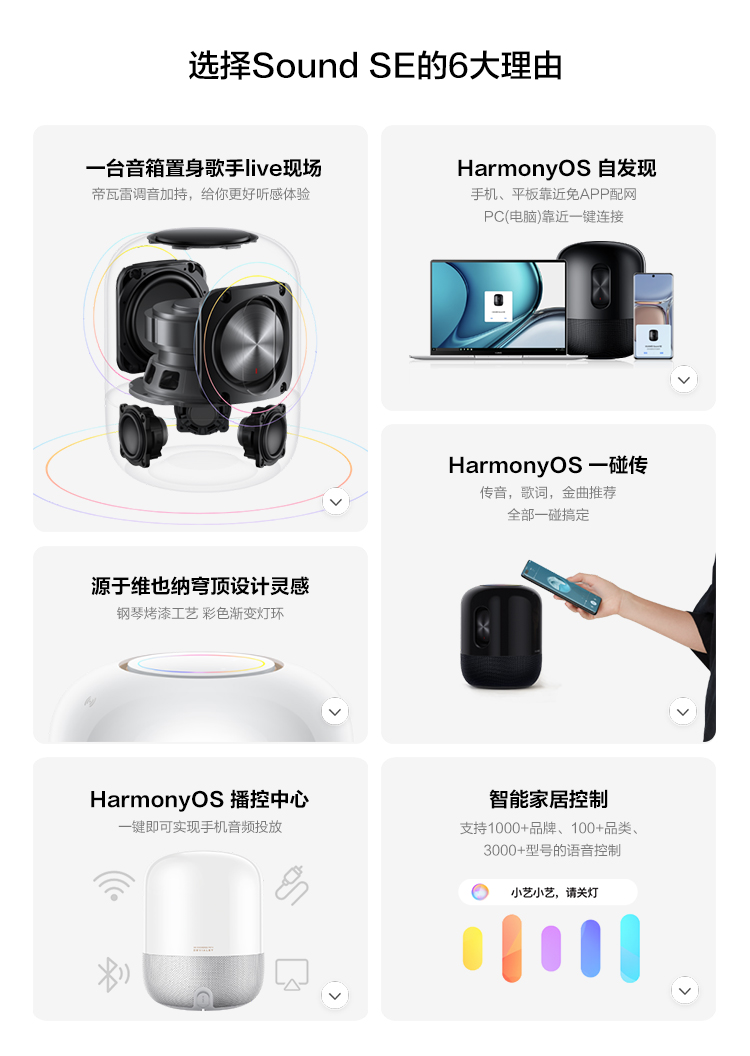 选择Sound SE的6大理由
一台音箱置身歌手live现场
帝瓦雷调音加持，给你更好听感体验
HarmonyOS 自发现
手机、平板靠近免APP配网
PC(电脑)靠近一键连接
HarmonyOS 一碰传
传音，歌词，金曲推荐
全部一碰搞定
源于维也纳穹顶设计灵感
钢琴烤漆工艺 彩色渐变灯环
HarmonyOS 播控中心
一键即可实现手机音频投放
智能家居控制
支持1000+品牌、100+品类、
3000+型号的语音控制
小艺小艺，请关灯